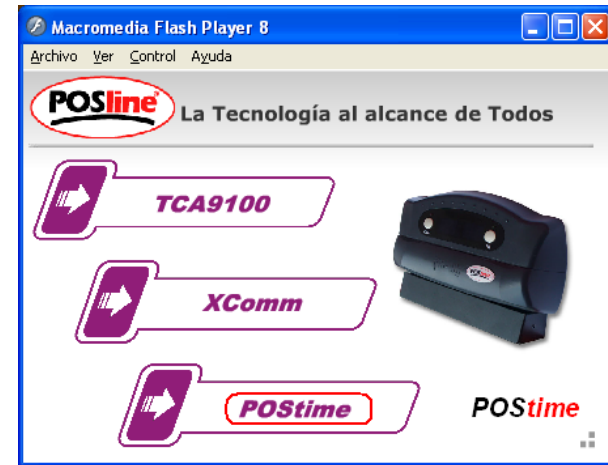 Macromedia Flash Player 8
Archivo Ver Control Ayuda
POSline
La Tecnología al alcance de Todos
TCA9100
XComm
POStime
POStime